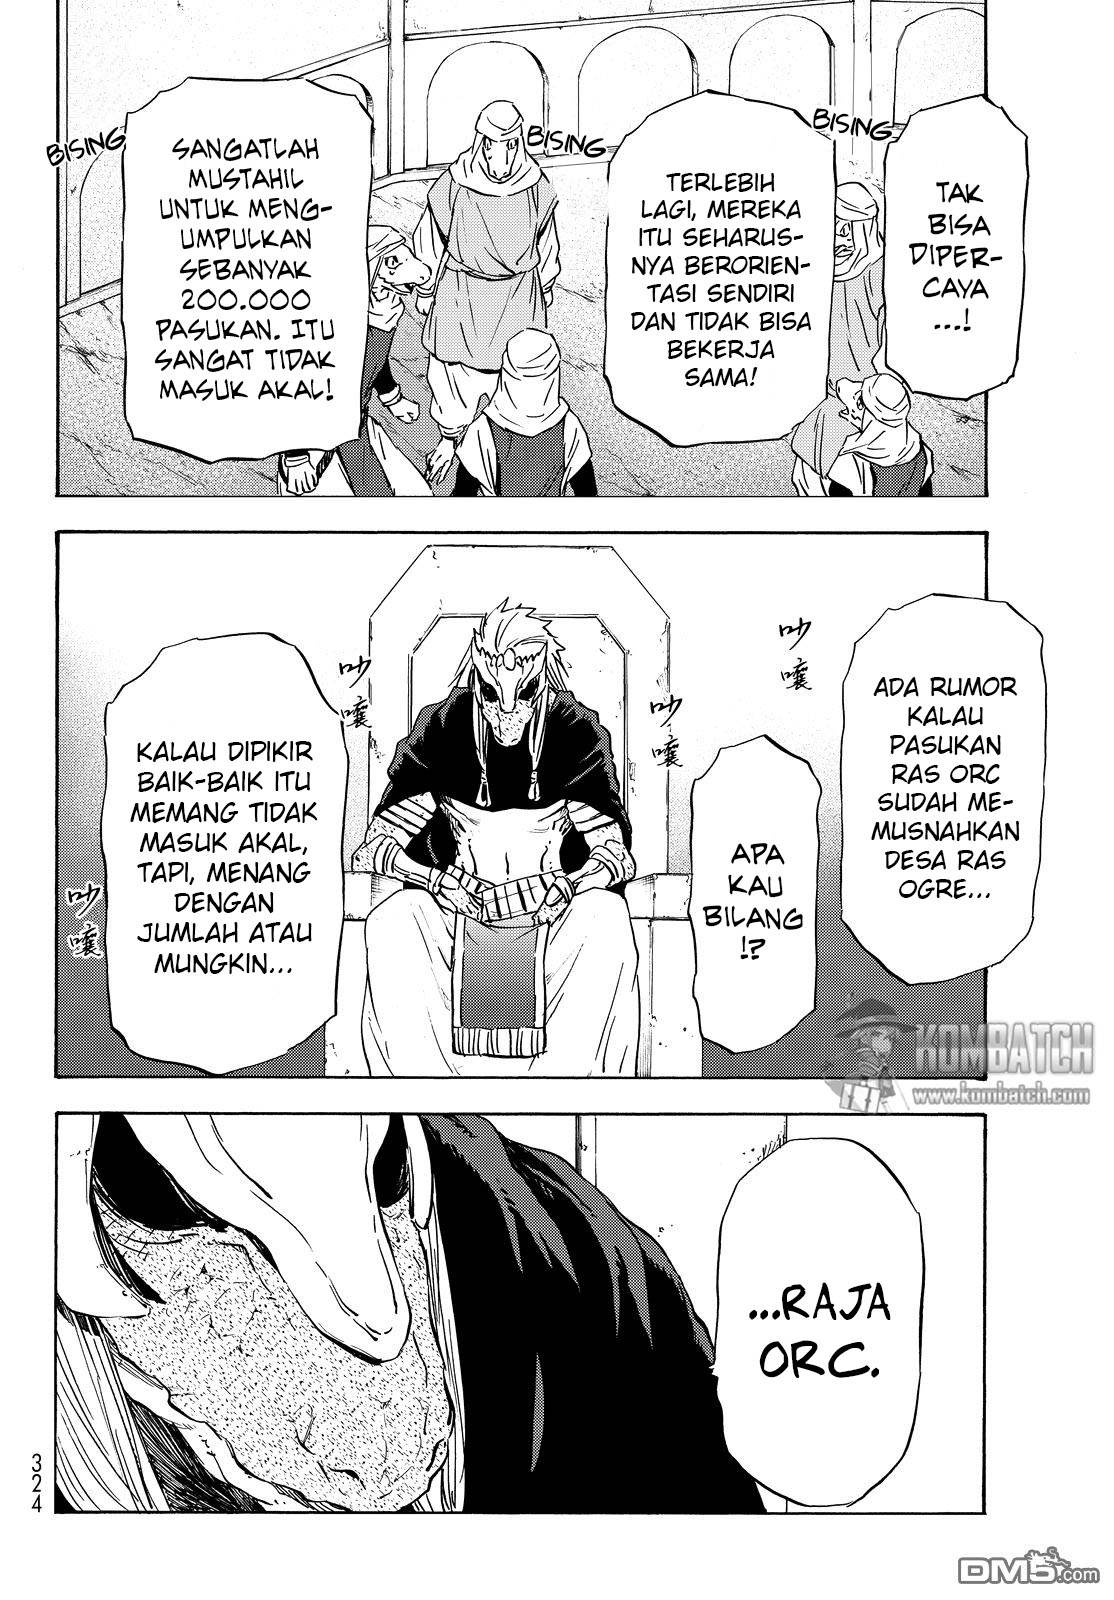 TAK
BISA
DIPER-
CAYA
...!
BISING
TERLEBIH
LAGI, MEREKA
ITU SEHARUS-
NYA BERORIEN-
TASI SENDIRI
DAN TIDAK BISA
BEKERJA
SAMA!
BISING
SANGATLAH
MUSTAHIL
UNTUK MENG-
UMPULKAN
SEBANYAK
200.000
PASUKAN. ITU
SANGAT TIDAK
MASUK AKAL!
BISING
ADA RUMOR
KALAU
PASUKAN
RAS ORC
SUDAH ME-
MUSNAHKAN
DESA RAS
OGRE...
吵嚷
APA
KAU
BILANG
!?
吵嚷
吵嚷
KALAU DIPIKIR
BAIK-BAIK ITU
MEMANG TIDAK
MASUK AKAL,
TAPI, MENANG
DENGAN
JUMLAH ATAU
MUNGKIN...
吵嚷
KOMBATCH
www.kombatch.com
...RAJA
ORC.
324
DM5.com